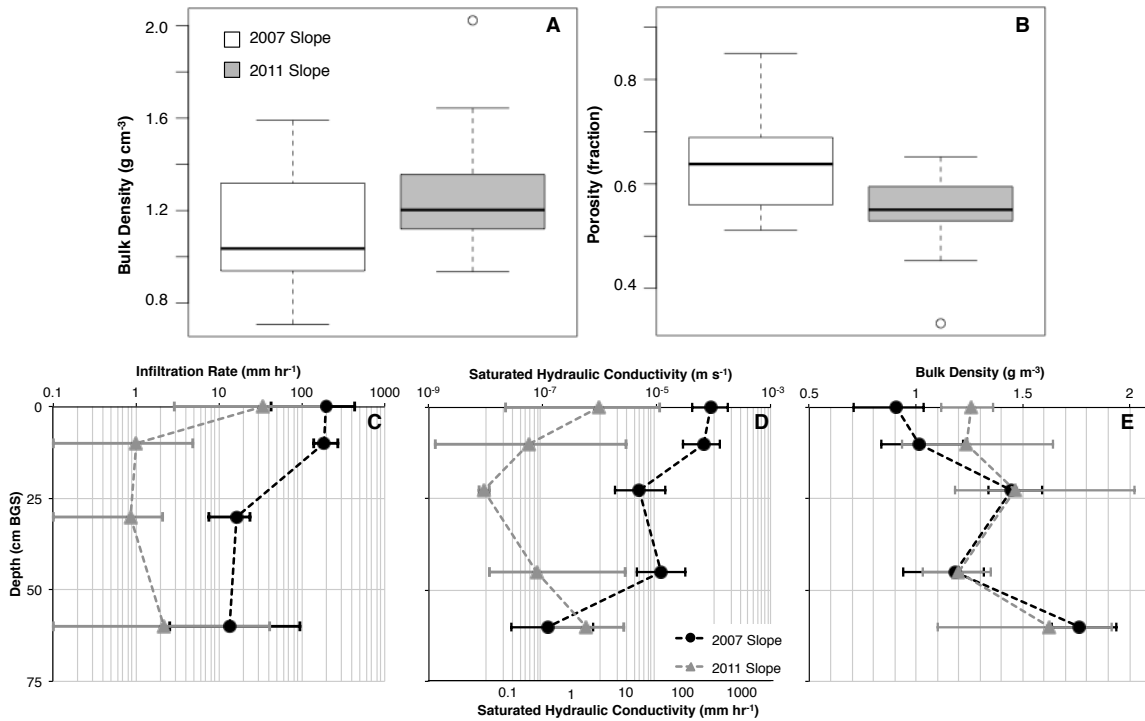 A
2007 Slope
2011 Slope
Bulk Density (g cm-3)
2.0
1.6
1.2
0.8
B
Porosity (fraction)
0.8
0.6
0.4
Infiltration Rate (mm hr-1)
0.1 1 10 100 1000
C
Depth (cm BGS)
0
25
50
75
Saturated Hydraulic Conductivity (m s-1)
10-9 10-7 10-5 10-3
D
2007 Slope
2011 Slope
0.1 1 10 100 1000
Saturated Hydraulic Conductivity (mm hr-1)
Bulk Density (g m-3)
0.5 1 1.5 2
E